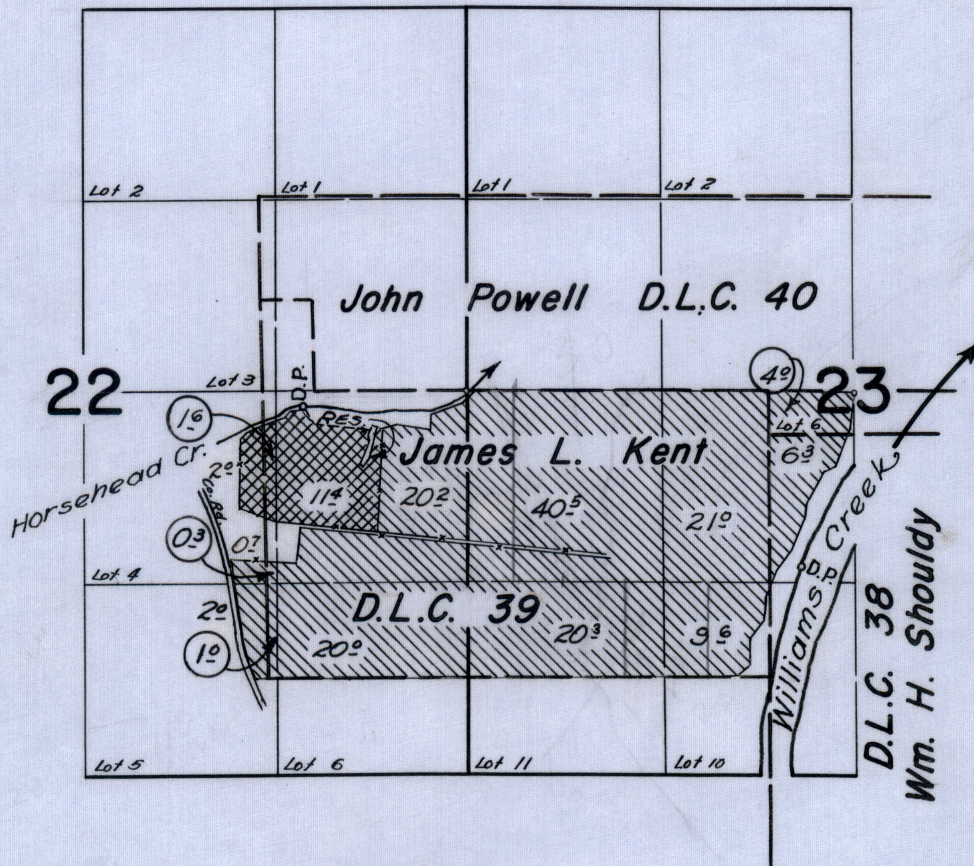 Lot 2
Lot 1
Lot 1
Lot 2
John Powell D.L.C. 40
22
Lot 3
D.P.
4⁰
23
1⁶
RES.
Lot 6
Horsehead Cr.
James L. Kent
6³
2⁰
11⁴
20²
40⁵
21⁰
Co. Rd.
0³
0⁷
Williams Creek
D.P.
Lot 4
D.L.C. 39
2⁰
1⁰
20⁰
20³
9⁶
D.L.C. 38
Wm. H. Shouldy
Lot 5
Lot 6
Lot 11
Lot 10